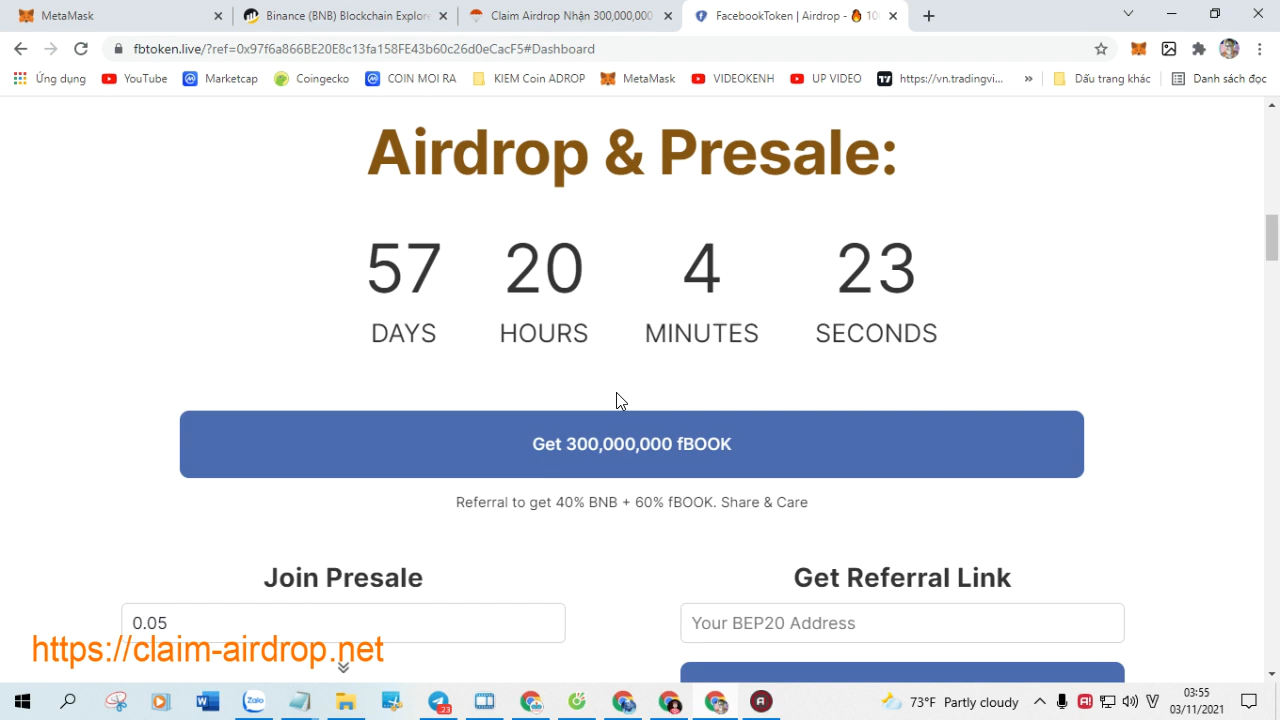 MetaMask
Binance (BNB) Blockchain Explore
Claim Airdrop Nhận 300,000,000
FacebookToken | Airdrop - 🔥 10
fbtoken.live/?ref=0x97f6a866BE20E8c13fa158FE43b60c26d0eCacF5#Dashboard
Ứng dụng
YouTube
Marketcap
Coingecko
COIN MOI RA
KIEM Coin ADROP
MetaMask
VIDEOKENH
UP VIDEO
https://vn.tradingvi...
»
Dấu trang khác
Danh sách đọc
Airdrop & Presale:
57 20 4 23
DAYS HOURS MINUTES SECONDS
Get 300,000,000 fBOOK
Referral to get 40% BNB + 60% fBOOK. Share & Care
Join Presale
Get Referral Link
0.05
Your BEP20 Address
https://claim-airdrop.net
Zalo
23
73°F Partly cloudy
03:55
03/11/2021